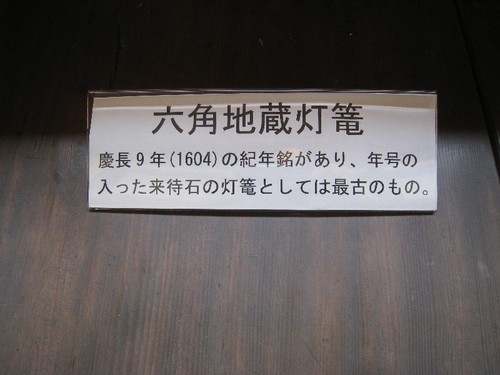 六角地蔵灯篭
慶長9年(1604)の紀年銘があり、年号の
入った来待石の灯篭としては最古のもの。